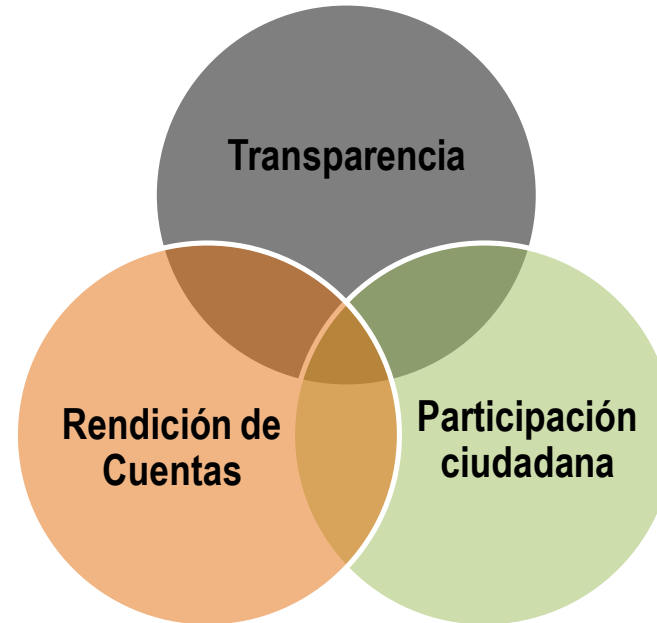 Transparencia
Rendición de
Cuentas
Participación
ciudadana